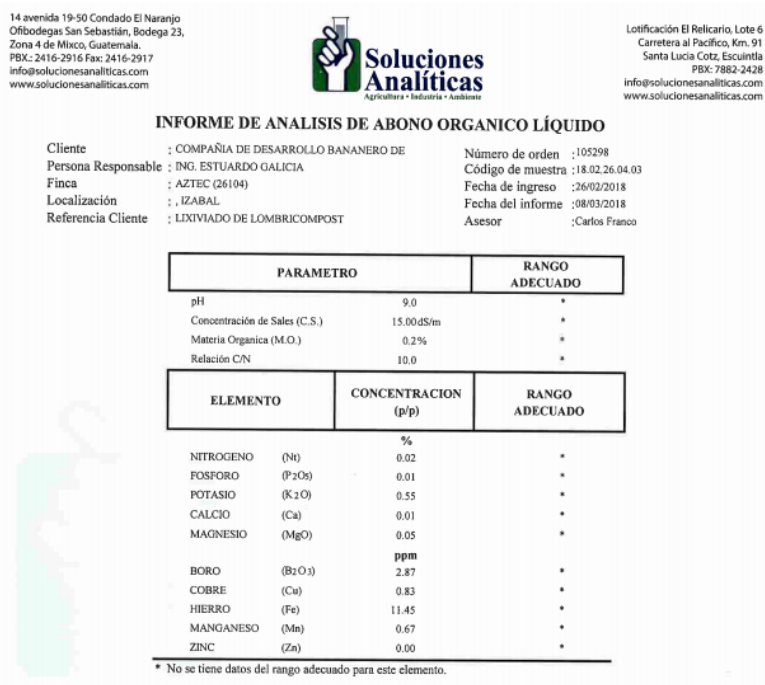 14 avenida 19-50 Condado El Naranjo
Ofibodegas San Sebastián, Bodega 23,
Zona 4 de Mixco, Guatemala.
PBX.: 2416-2916 Fax: 2416-2917
info@solucionesanaliticas.com
www.solucionesanaliticas.com
Soluciones
Analíticas
Agricultura • Industria • Ambiente
Lotificación El Relicario, Lote 6
Carretera al Pacífico, Km. 91
Santa Lucia Cotz, Escuintla
PBX: 7882-2428
info@solucionesanaliticas.com
www.solucionesanaliticas.com
INFORME DE ANALISIS DE ABONO ORGANICO LÍQUIDO
Cliente : COMPAÑIA DE DESARROLLO BANANERO DE
Persona Responsable : ING. ESTUARDO GALICIA
Finca : AZTEC (26104)
Localización : , IZABAL
Referencia Cliente : LIXIVIADO DE LOMBRICOMPOST
Número de orden :105298
Código de muestra :18.02.26.04.03
Fecha de ingreso :26/02/2018
Fecha del informe :08/03/2018
Asesor :Carlos Franco
PARAMETRO RANGO
ADECUADO
pH 9.0 *
Concentración de Sales (C.S.) 15.00dS/m *
Materia Organica (M.O.) 0.2% *
Relación C/N 10.0 *
ELEMENTO CONCENTRACION RANGO
(p/p) ADECUADO
%
NITROGENO (Nt) 0.02 *
FOSFORO (P2O5) 0.01 *
POTASIO (K2O) 0.55 *
CALCIO (Ca) 0.01 *
MAGNESIO (MgO) 0.05 *
ppm
BORO (B2O3) 2.87 *
COBRE (Cu) 0.83 *
HIERRO (Fe) 11.45 *
MANGANESO (Mn) 0.67 *
ZINC (Zn) 0.00 *
* No se tiene datos del rango adecuado para este elemento.